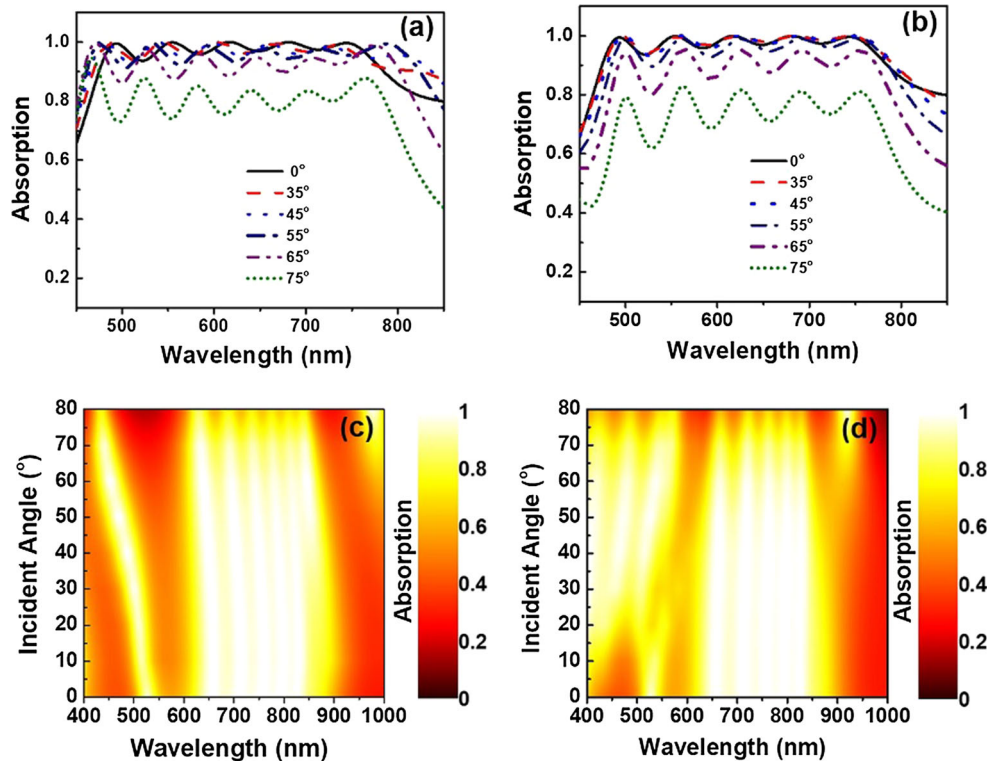 (a)
Absorption
1.0
0.8
0.6
0.4
0.2
0°
35°
45°
55°
65°
75°
500 600 700 800
Wavelength (nm)
(b)
Absorption
1.0
0.8
0.6
0.4
0.2
0°
35°
45°
55°
65°
75°
500 600 700 800
Wavelength (nm)
(c)
Incident Angle (°)
80
70
60
50
40
30
20
10
0
400 500 600 700 800 900 1000
Wavelength (nm)
Absorption
1
0.8
0.6
0.4
0.2
0
(d)
Incident Angle (°)
80
70
60
50
40
30
20
10
0
400 500 600 700 800 900 1000
Wavelength (nm)
Absorption
1
0.8
0.6
0.4
0.2
0